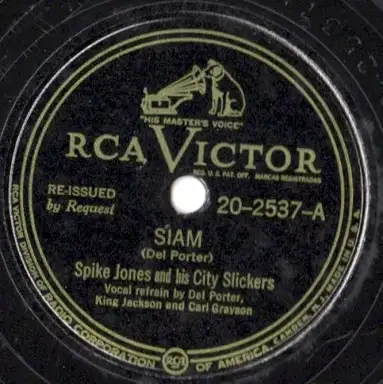 "HIS MASTER'S VOICE"
RCA VICTOR
REG. U. S. PAT. OFF. MARCAS REGISTRADAS
RE-ISSUED
by Request
20-2537-A
SIAM
(Del Porter)
Spike Jones and his City Slickers
Vocal refrain by Del Porter,
King Jackson and Carl Grayson
RCA VICTOR DIVISION OF RADIO CORPORATION RCA OF AMERICA, CAMDEN, N. J. MADE IN U.S.A.